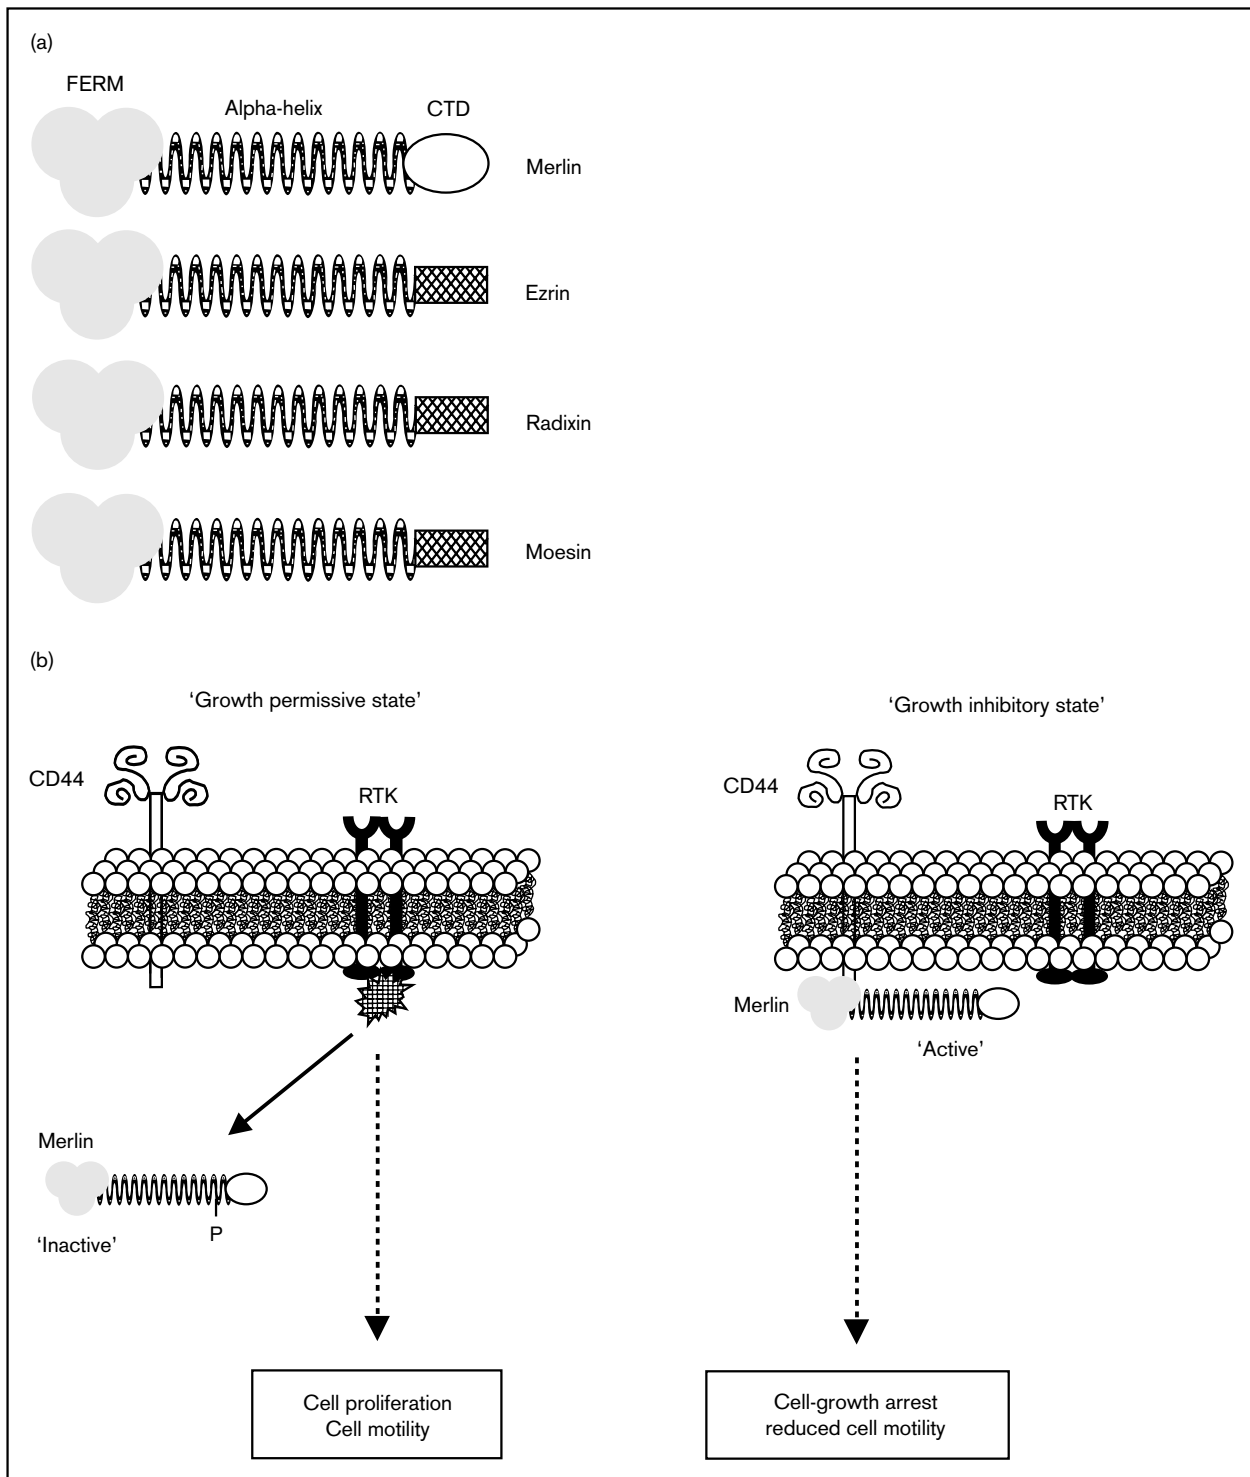 (a)
FERM
Alpha-helix
CTD
Merlin
Ezrin
Radixin
Moesin
(b)
‘Growth permissive state’
CD44
RTK
Merlin
‘Inactive’
P
Cell proliferation
Cell motility
‘Growth inhibitory state’
CD44
RTK
Merlin
‘Active’
Cell-growth arrest
reduced cell motility